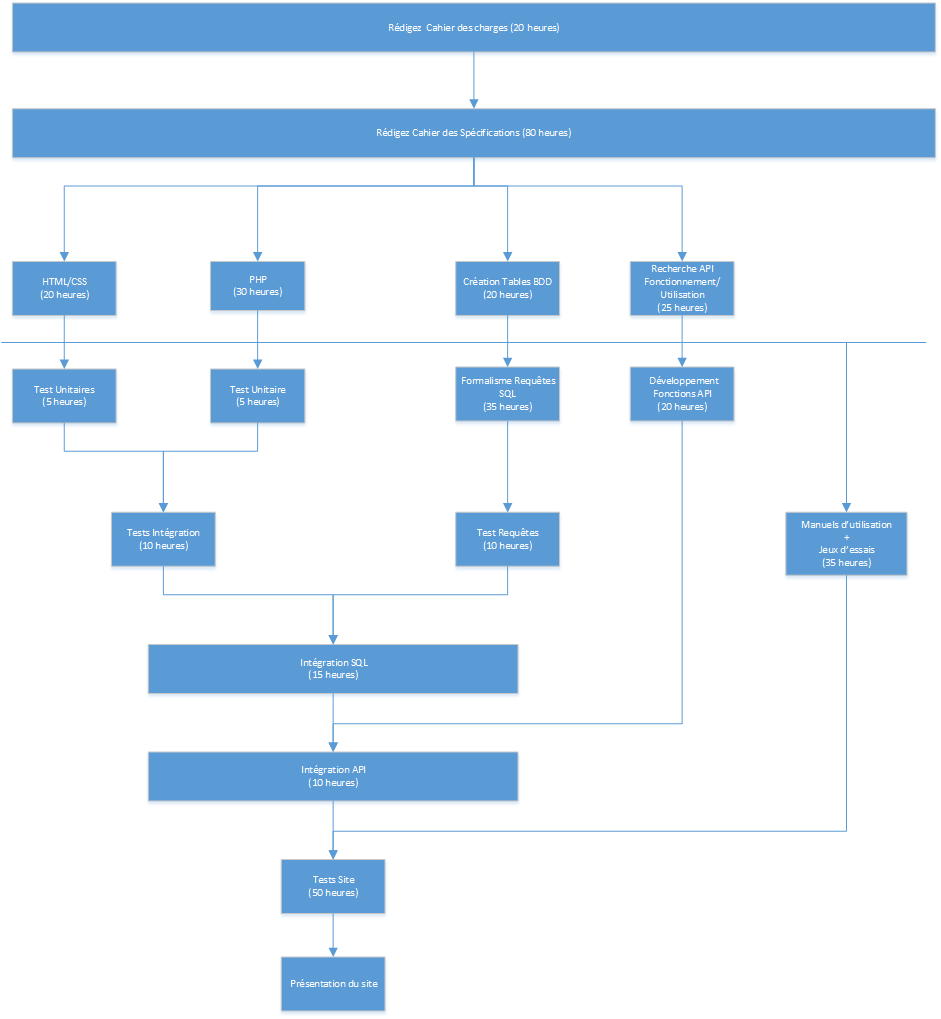 Rédigez Cahier des charges (20 heures)
Rédigez Cahier des Spécifications (80 heures)
HTML/CSS
(20 heures)
PHP
(30 heures)
Création Tables BDD
(20 heures)
Recherche API
Fonctionnement/
Utilisation
(25 heures)
Test Unitaires
(5 heures)
Test Unitaire
(5 heures)
Formalisme Requêtes
SQL
(35 heures)
Développement
Fonctions API
(20 heures)
Tests Intégration
(10 heures)
Test Requêtes
(10 heures)
Manuels d'utilisation
+
Jeux d'essais
(35 heures)
Intégration SQL
(15 heures)
Intégration API
(10 heures)
Tests Site
(50 heures)
Présentation du site